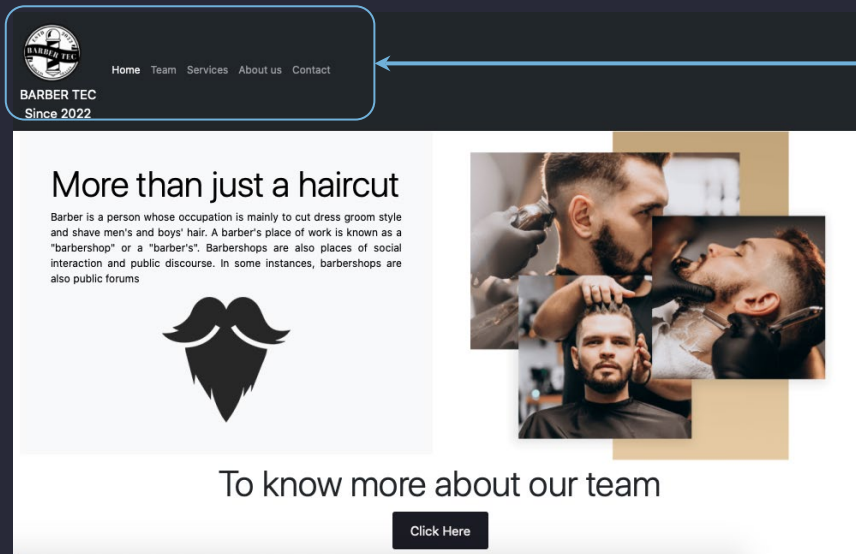 BARBER TEC
BARBER TEC
Since 2022
Home Team Services About us Contact
More than just a haircut
Barber is a person whose occupation is mainly to cut dress groom style
and shave men's and boys' hair. A barber's place of work is known as a
"barbershop" or a "barber's". Barbershops are also places of social
interaction and public discourse. In some instances, barbershops are
also public forums
To know more about our team
Click Here